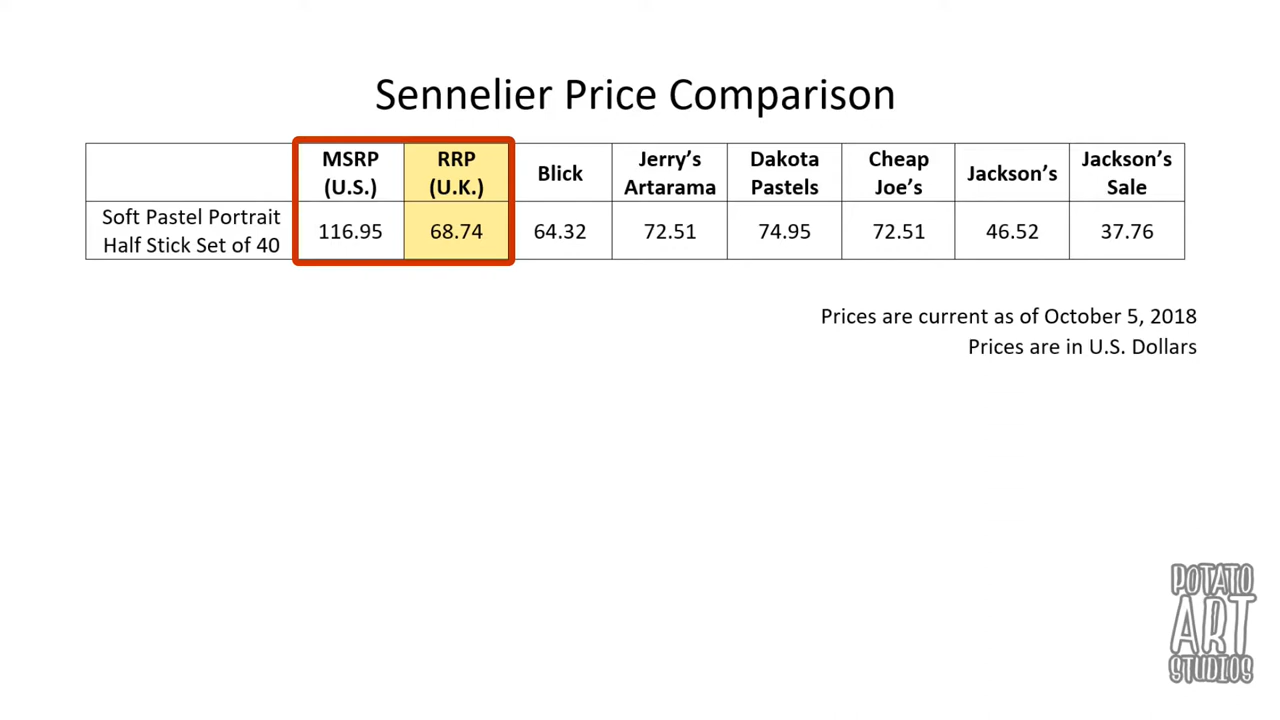 Sennelier Price Comparison
MSRP (U.S.) RRP (U.K.) Blick Jerry’s Artarama Dakota Pastels Cheap Joe’s Jackson’s Jackson’s Sale
Soft Pastel Portrait Half Stick Set of 40 116.95 68.74 64.32 72.51 74.95 72.51 46.52 37.76
Prices are current as of October 5, 2018
Prices are in U.S. Dollars
POTATO
ART
STUDIOS